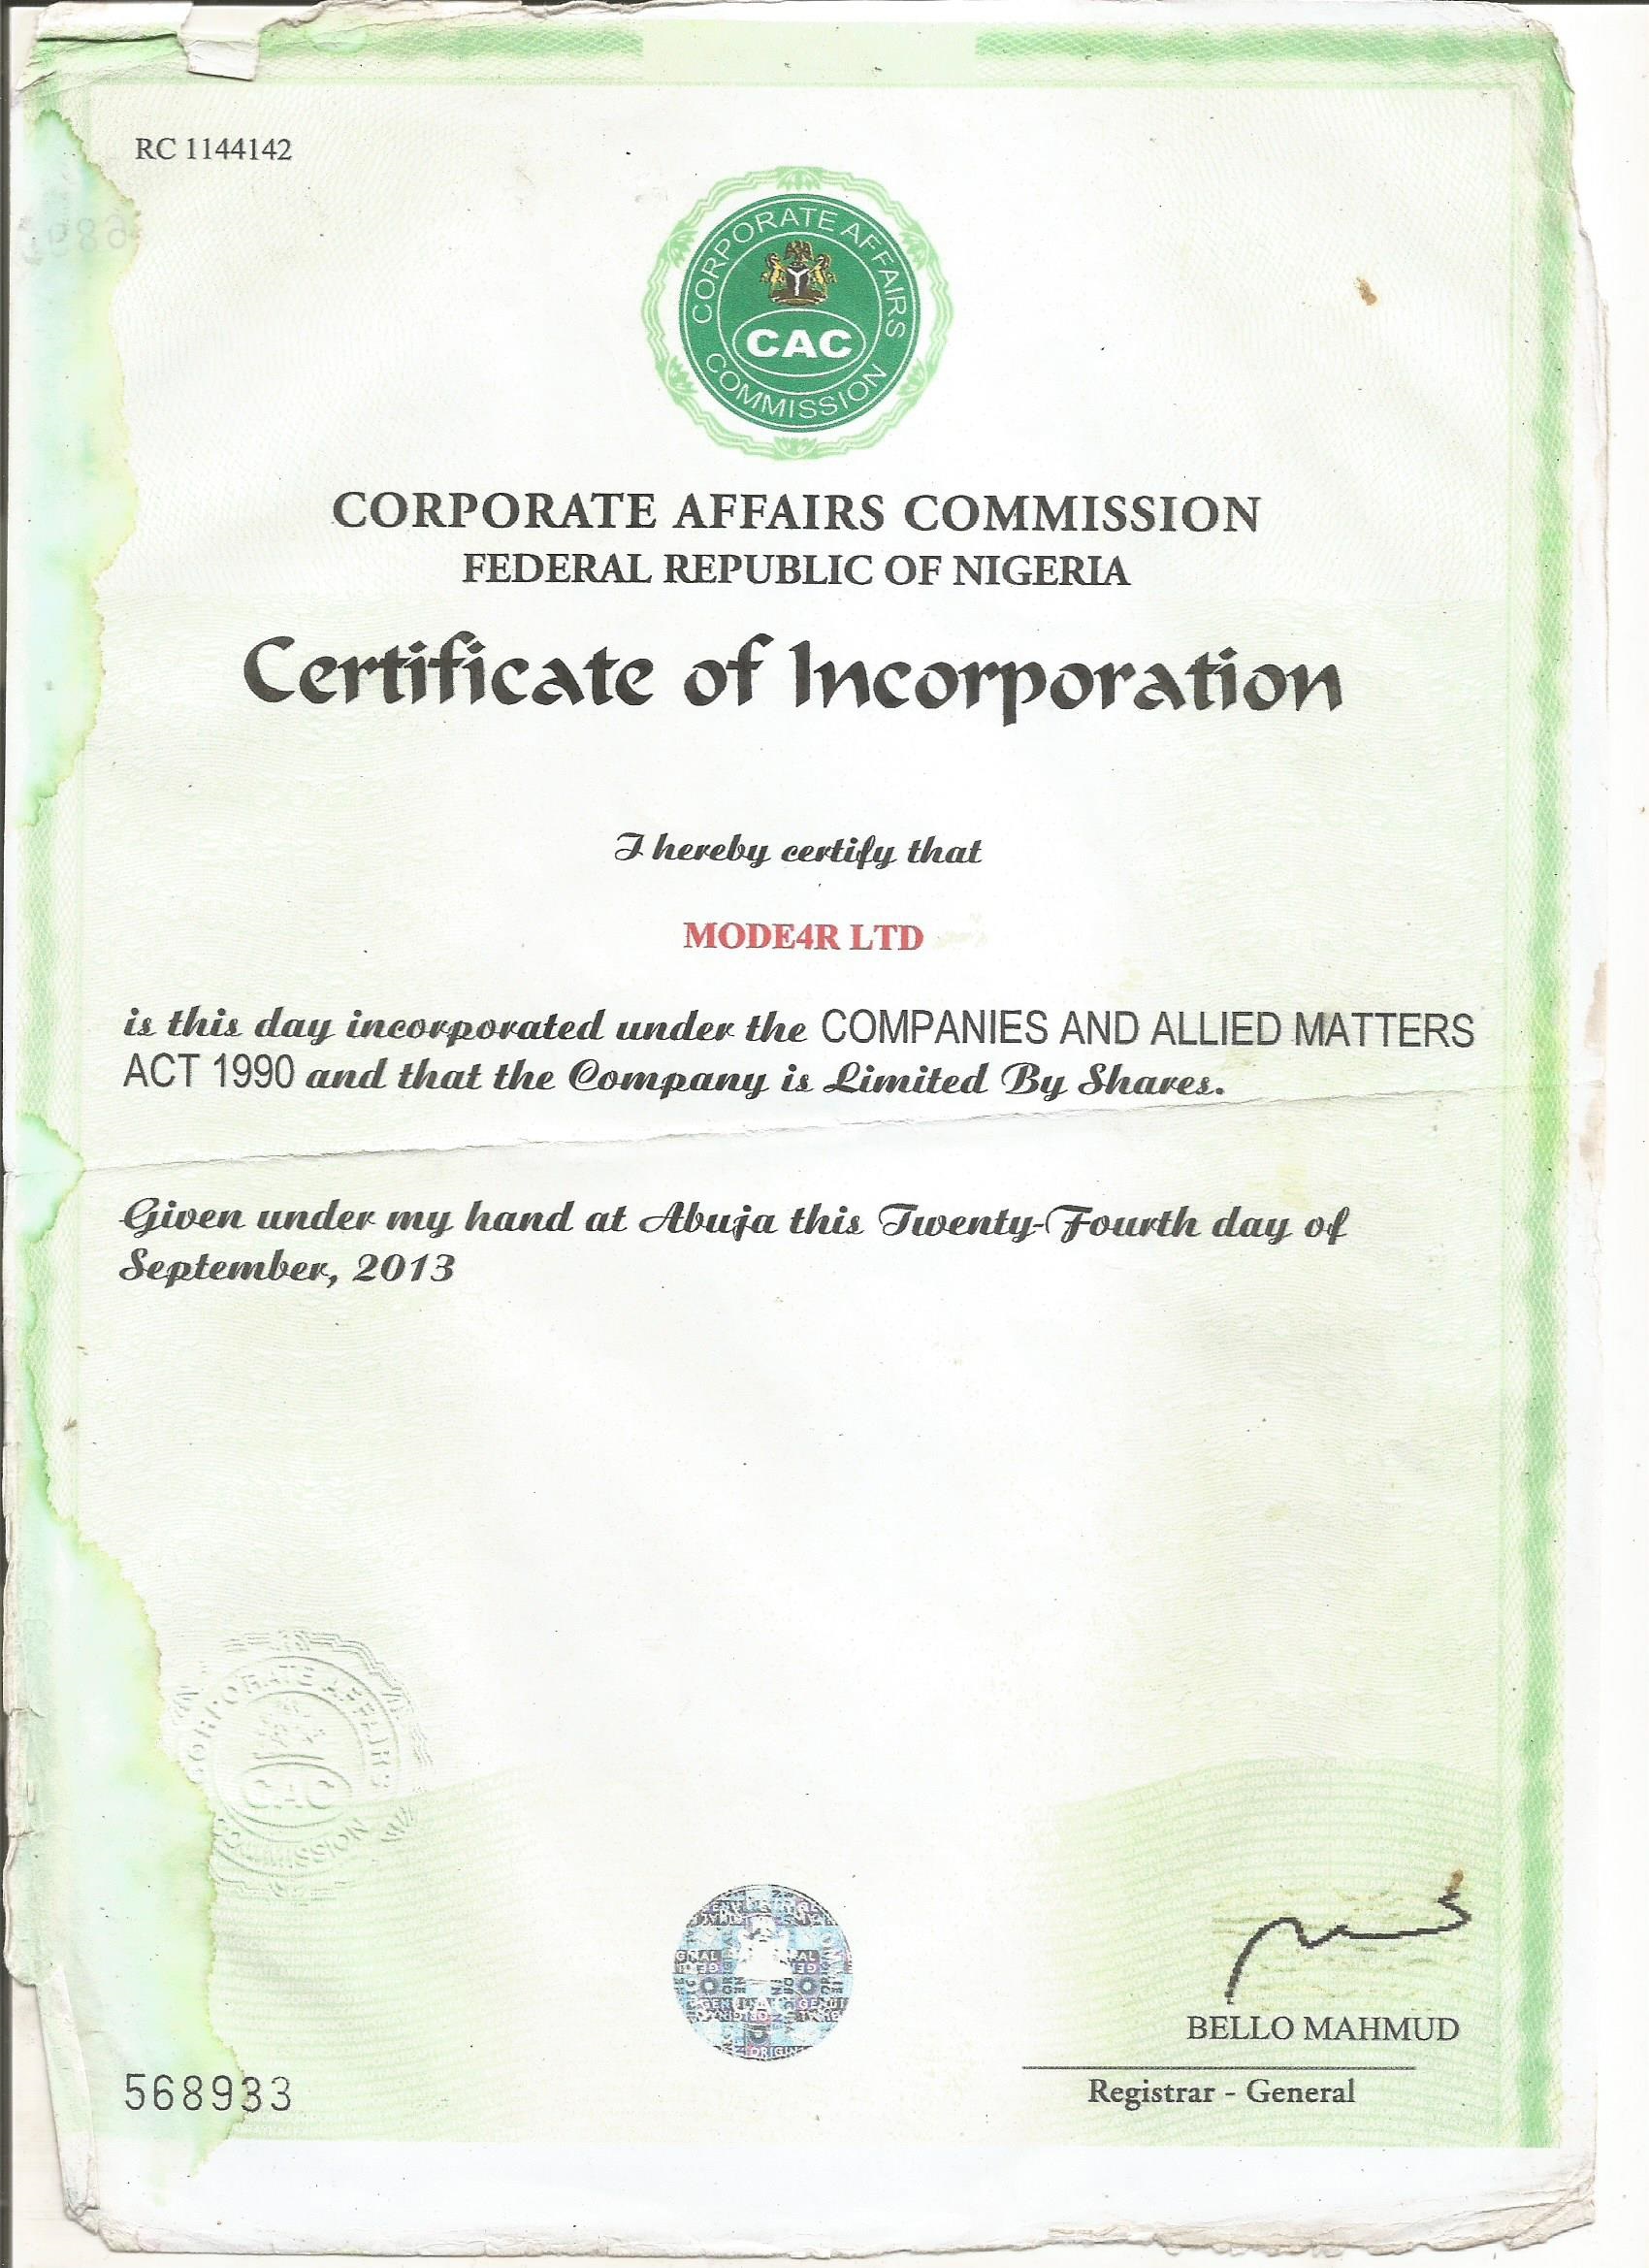 RC 1144142
CORPORATE AFFAIRS
CAC
COMMISSION
CORPORATE AFFAIRS COMMISSION
FEDERAL REPUBLIC OF NIGERIA
Certificate of Incorporation
I hereby certify that
MODE4R LTD
is this day incorporated under the COMPANIES AND ALLIED MATTERS
ACT 1990 and that the Company is Limited By Shares.
Given under my hand at Abuja this Twenty-Fourth day of
September, 2013
CORPORATE AFFAIRS
CAC
COMMISSION
BELLO MAHMUD
568933
Registrar - General